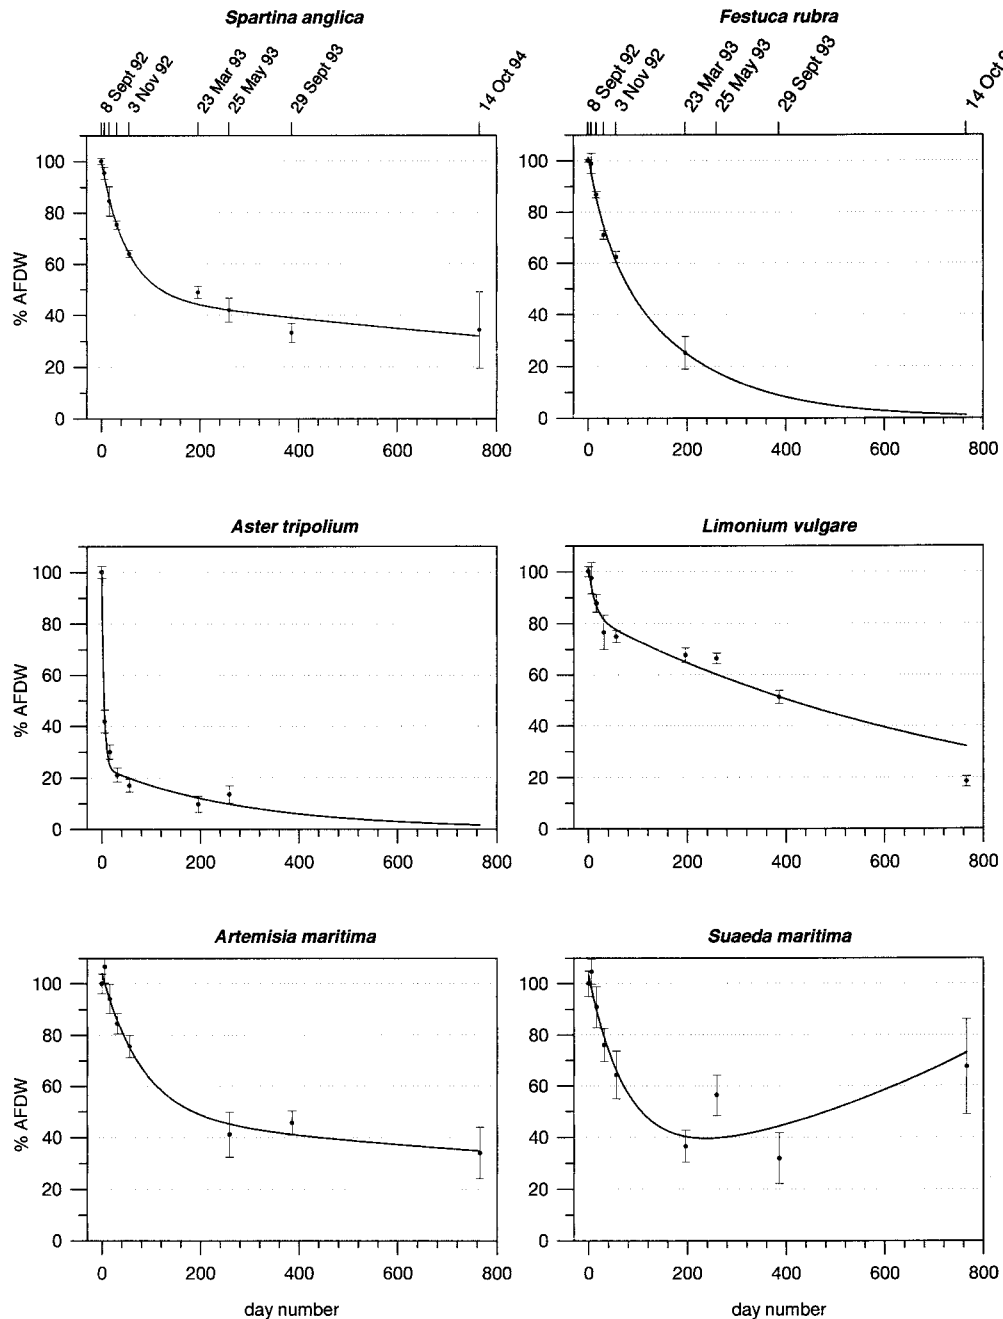 Spartina anglica
Festuca rubra
8 Sept 92
3 Nov 92
23 Mar 93
25 May 93
29 Sept 93
14 Oct 94
8 Sept 92
3 Nov 92
23 Mar 93
25 May 93
29 Sept 93
14 Oct 9
% AFDW
100
80
60
40
20
0
0 200 400 600 800
100
80
60
40
20
0
0 200 400 600 800
Aster tripolium
Limonium vulgare
% AFDW
100
80
60
40
20
0
0 200 400 600 800
100
80
60
40
20
0
0 200 400 600 800
Artemisia maritima
Suaeda maritima
% AFDW
100
80
60
40
20
0
0 200 400 600 800
day number
100
80
60
40
20
0
0 200 400 600 800
day number